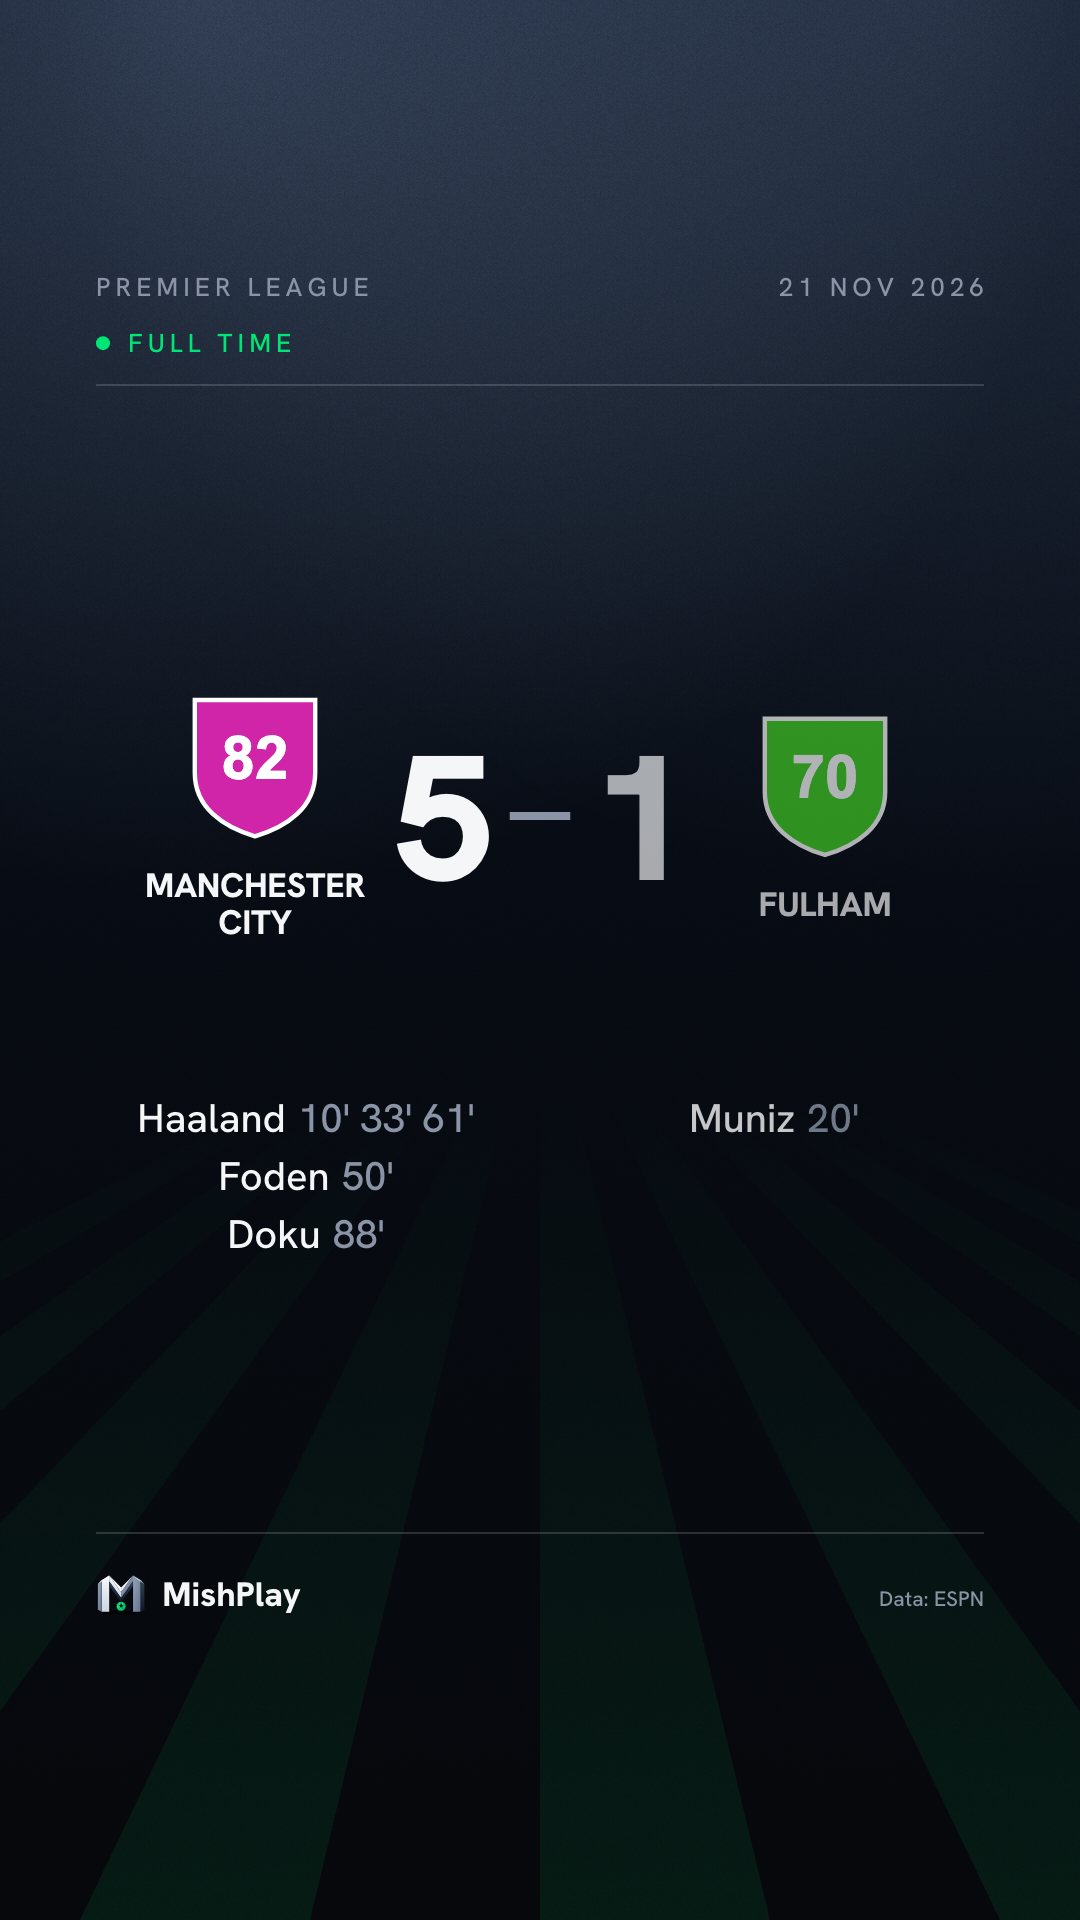 PREMIER LEAGUE
21 NOV 2026
FULL TIME
82
5 – 1
70
MANCHESTER
CITY
FULHAM
Haaland 10' 33' 61'
Muniz 20'
Foden 50'
Doku 88'
MishPlay
Data: ESPN